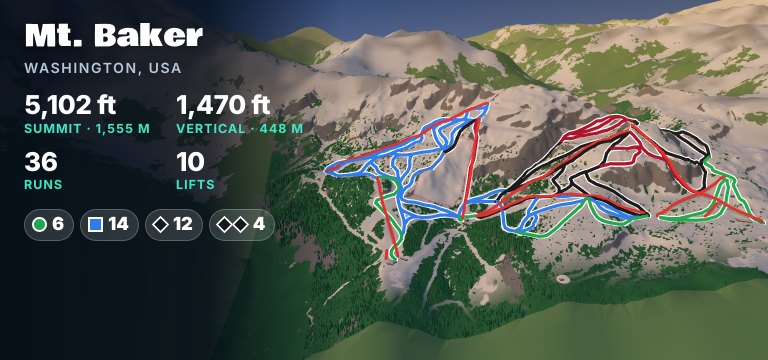 Mt. Baker
WASHINGTON, USA
5,102 ft
SUMMIT · 1,555 M
1,470 ft
VERTICAL · 448 M
36
RUNS
10
LIFTS
6
14
12
4